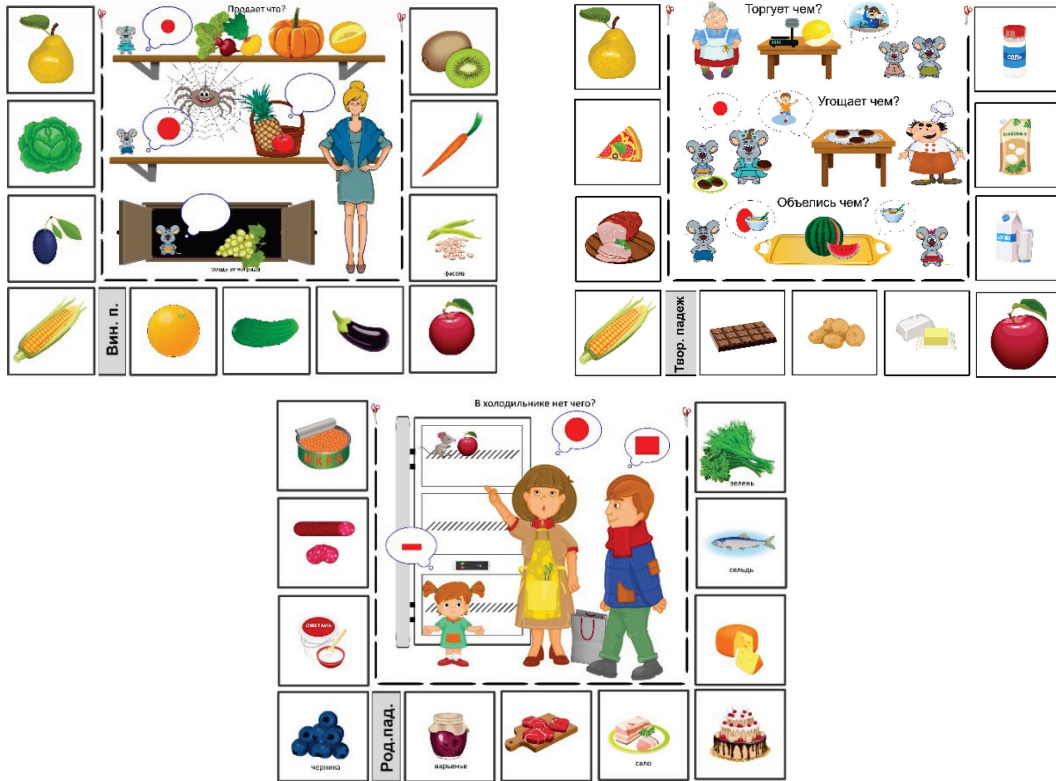 Продает что?
фасоль
Вин. п.
Торгует чем?
Угощает чем?
Объелись чем?
СОЛЬ
Твор. падеж
В холодильнике нет чего?
ИКРА
СМЕТАНА
черника
Род.пад.
варьенье
сало
зелень
сельдь